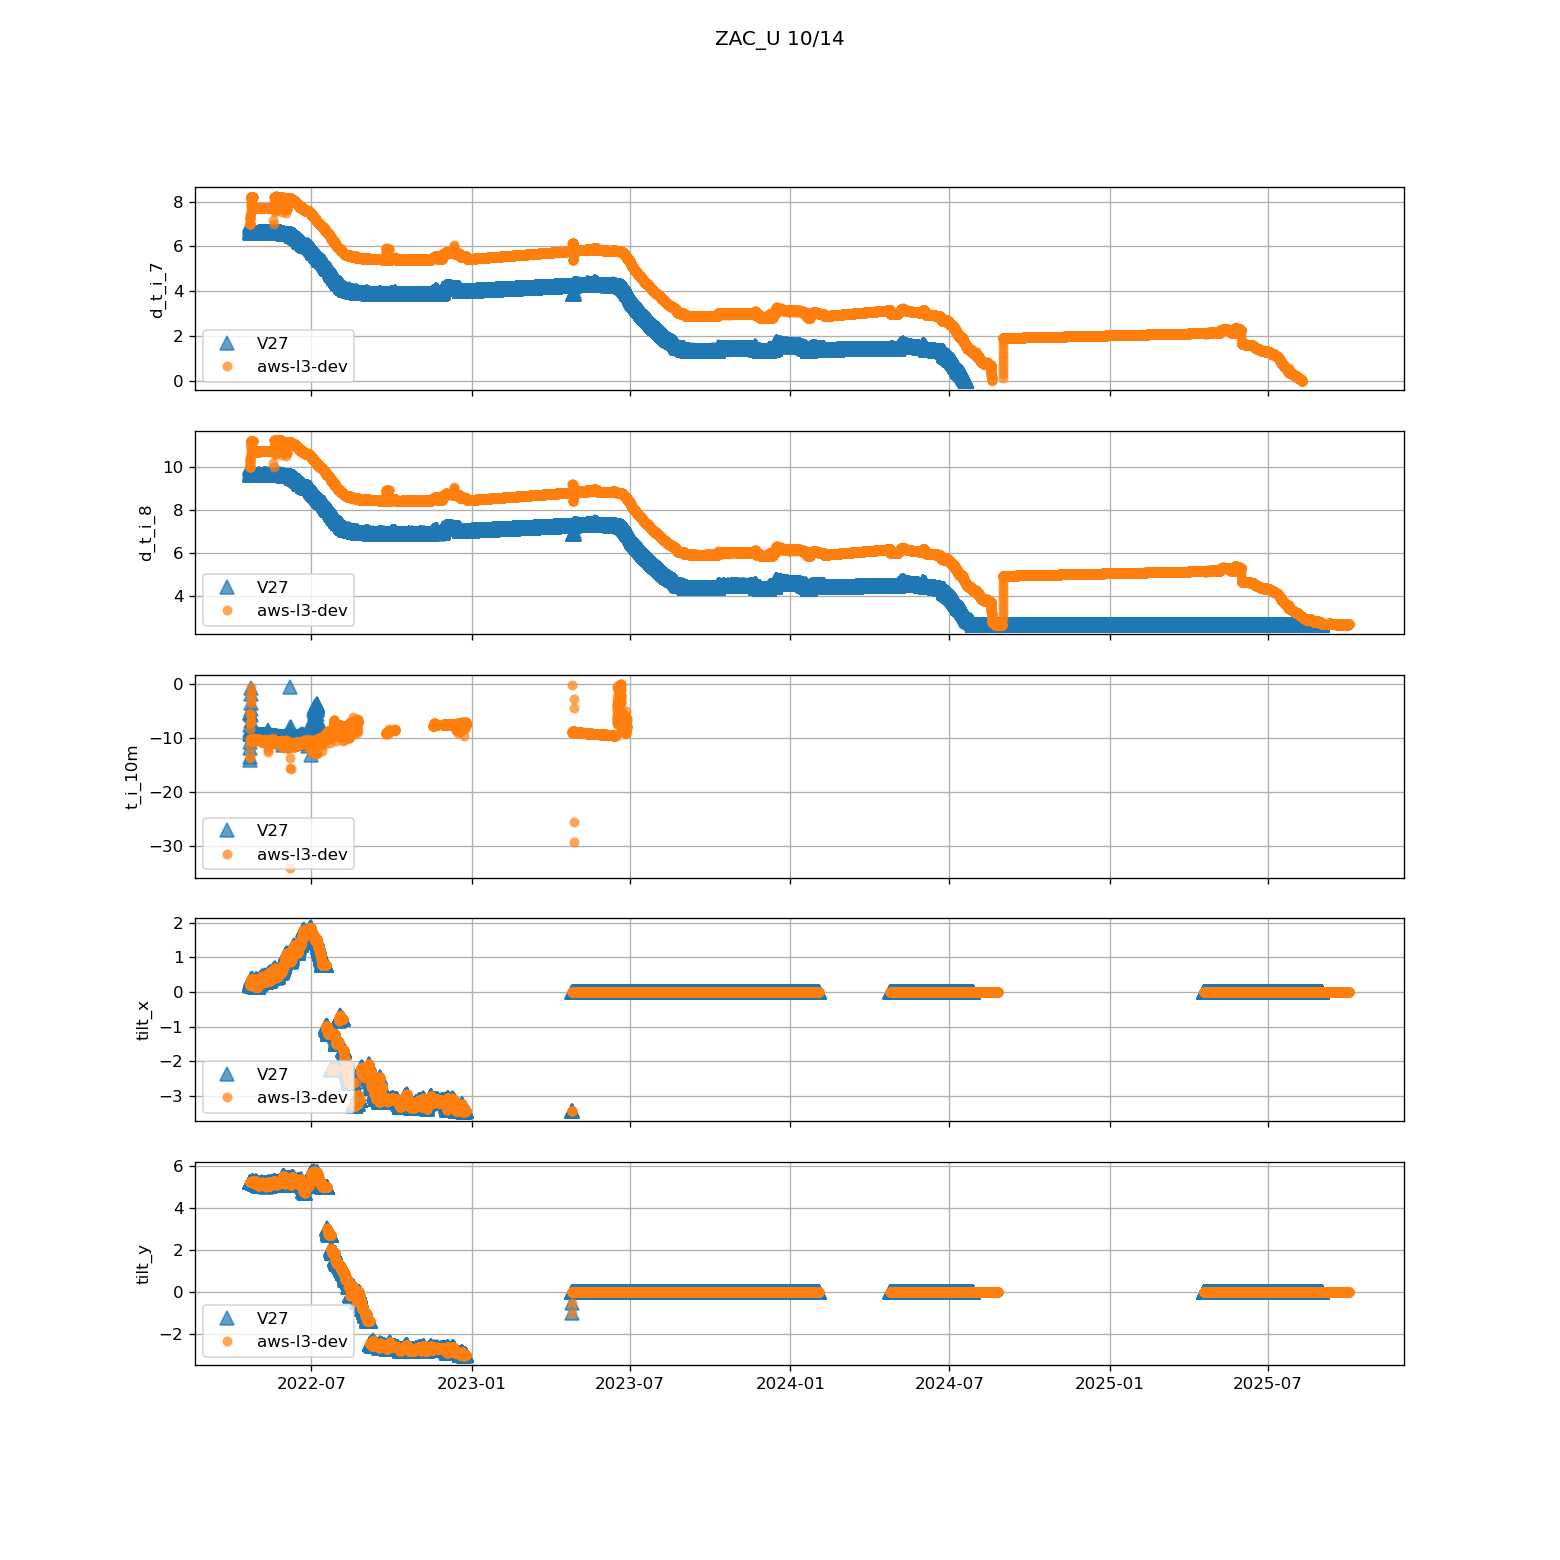 ZAC_U 10/14
8
6
4
2
0
d_t_i_7
V27
aws-l3-dev
10
8
6
4
d_t_i_8
V27
aws-l3-dev
0
−10
−20
−30
t_i_10m
V27
aws-l3-dev
2
1
0
−1
−2
−3
tilt_x
V27
aws-l3-dev
6
4
2
0
−2
tilt_y
V27
aws-l3-dev
2022-07 2023-01 2023-07 2024-01 2024-07 2025-01 2025-07